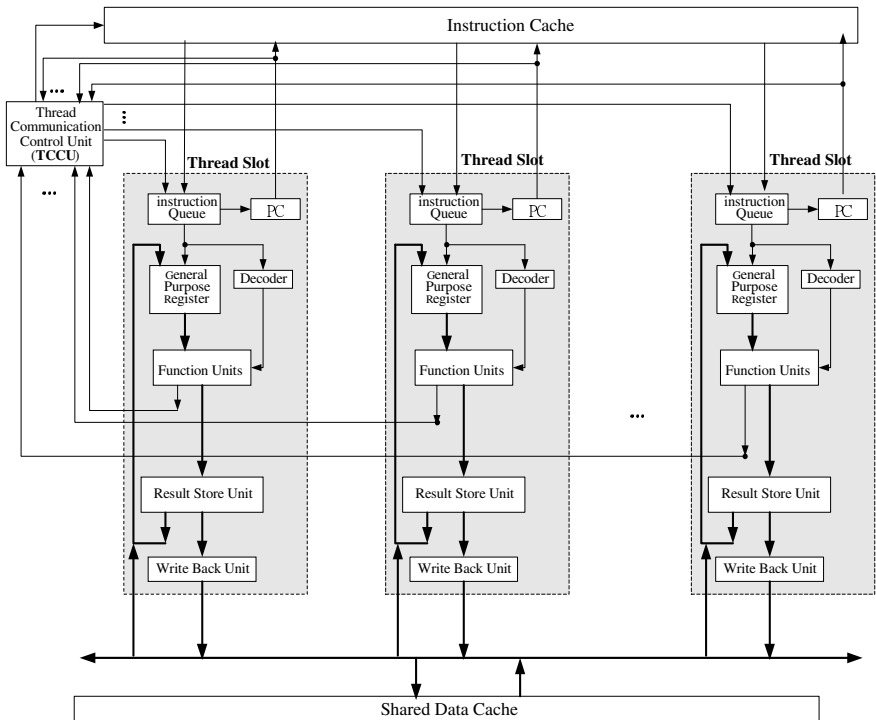 Instruction Cache
...
...
Thread
Communication
Control Unit
(TCCU)
...
Thread Slot
Thread Slot
Thread Slot
instruction
Queue
PC
instruction
Queue
PC
instruction
Queue
PC
General
Purpose
Register
Decoder
General
Purpose
Register
Decoder
General
Purpose
Register
Decoder
Function Units
Function Units
Function Units
...
Result Store Unit
Result Store Unit
Result Store Unit
Write Back Unit
Write Back Unit
Write Back Unit
Shared Data Cache